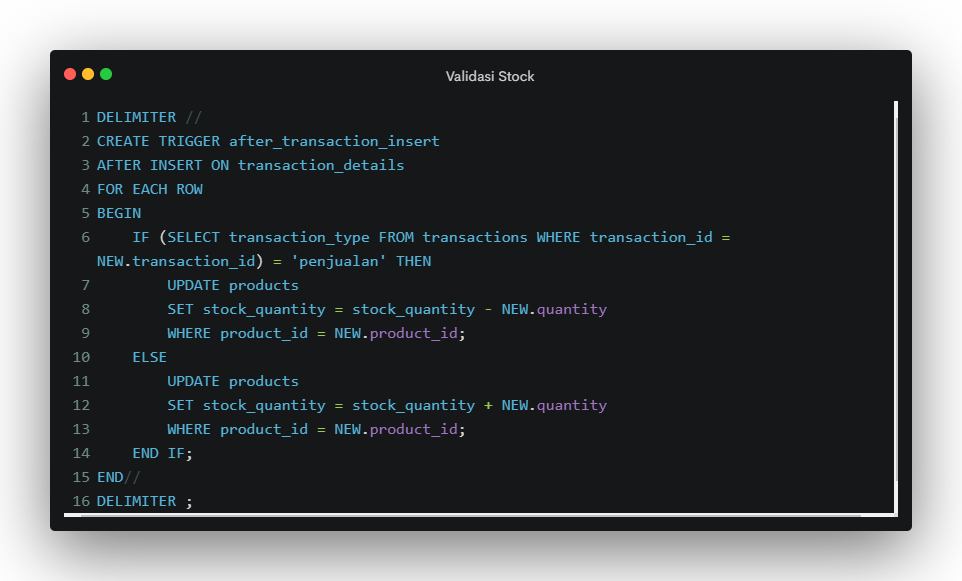 Validasi Stock
1 DELIMITER //
2 CREATE TRIGGER after_transaction_insert
3 AFTER INSERT ON transaction_details
4 FOR EACH ROW
5 BEGIN
6     IF (SELECT transaction_type FROM transactions WHERE transaction_id =
NEW.transaction_id) = 'penjualan' THEN
7         UPDATE products
8         SET stock_quantity = stock_quantity - NEW.quantity
9         WHERE product_id = NEW.product_id;
10     ELSE
11         UPDATE products
12         SET stock_quantity = stock_quantity + NEW.quantity
13         WHERE product_id = NEW.product_id;
14     END IF;
15 END//
16 DELIMITER ;